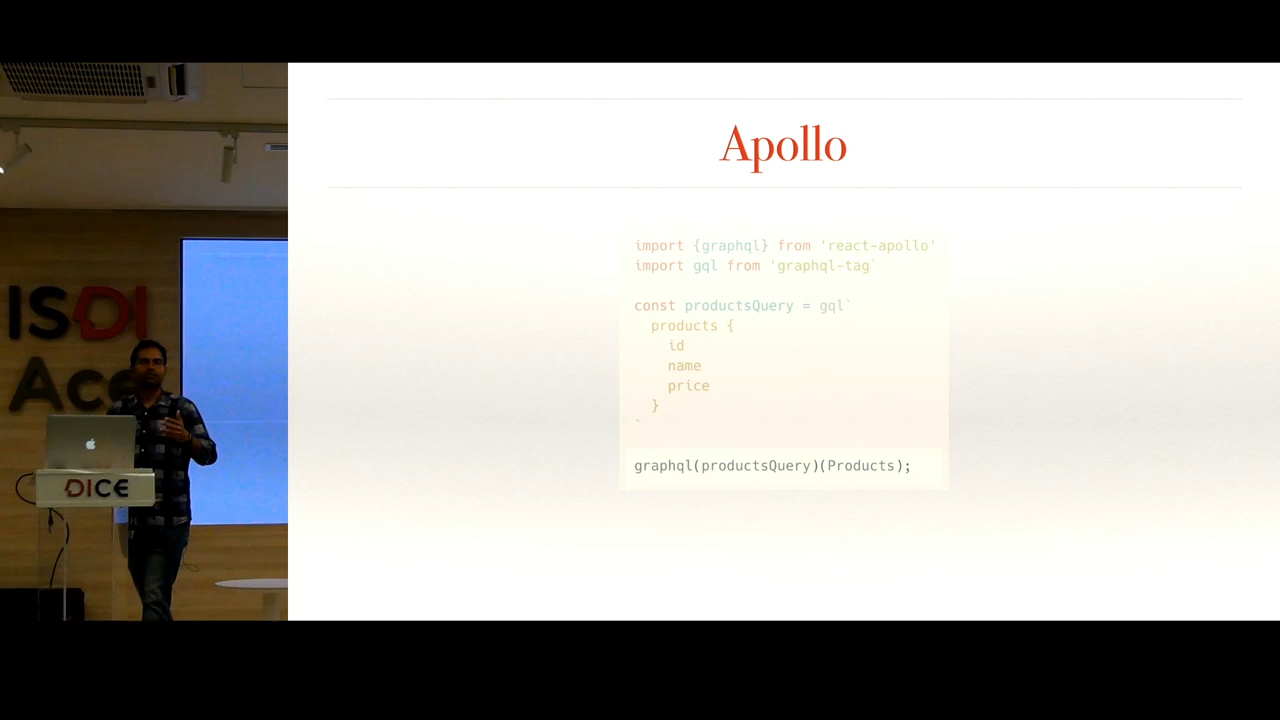 Apollo
import {graphql} from 'react-apollo'
import gql from 'graphql-tag`
const productsQuery = gql`
products {
id
name
price
}
`
graphql(productsQuery)(Products);
ISDI
Ace
DICE